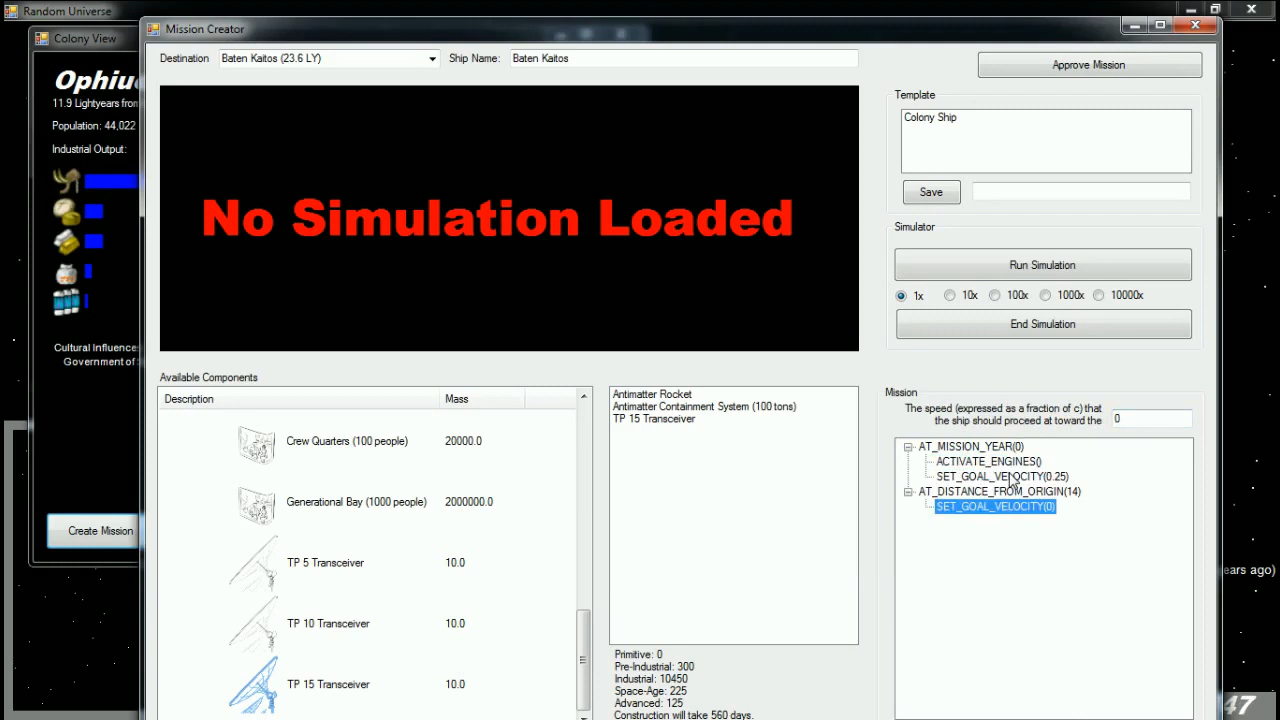 Random Universe
Colony View
Mission Creator
Destination Baten Kaitos (23.6 LY) Ship Name: Baten Kaitos
Approve Mission
Ophiuc
11.9 Lightyears from
Population: 44,022
Industrial Output:
Cultural Influence
Government of
Create Mission
No Simulation Loaded
Template
Colony Ship
Save
Simulator
Run Simulation
1x 10x 100x 1000x 10000x
End Simulation
Available Components
Description Mass
Crew Quarters (100 people) 20000.0
Generational Bay (1000 people) 2000000.0
TP 5 Transceiver 10.0
TP 10 Transceiver 10.0
TP 15 Transceiver 10.0
Antimatter Rocket
Antimatter Containment System (100 tons)
TP 15 Transceiver
Primitive: 0
Pre-Industrial: 300
Industrial: 10450
Space-Age: 225
Advanced: 125
Construction will take 560 days.
Mission
The speed (expressed as a fraction of c) that
the ship should proceed at toward the 0
AT_MISSION_YEAR(0)
ACTIVATE_ENGINES()
SET_GOAL_VELOCITY(0.25)
AT_DISTANCE_FROM_ORIGIN(14)
SET_GOAL_VELOCITY(0)
ears ago)
47